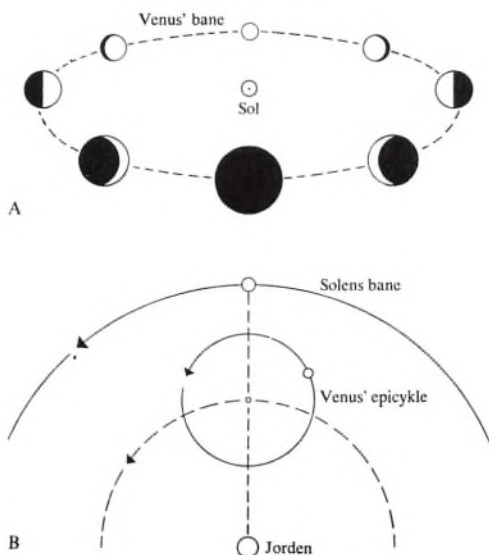 Venus' bane
Sol
A
Solens bane
Venus' epicykle
B
Jorden